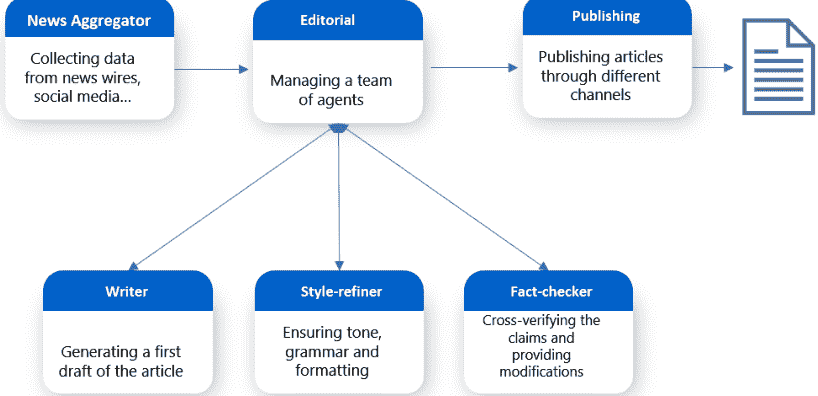 News Aggregator
Collecting data
from news wires,
social media...
Editorial
Managing a team
of agents
Publishing
Publishing articles
through different
channels
Writer
Generating a first
draft of the article
Style-refiner
Ensuring tone,
grammar and
formatting
Fact-checker
Cross-verifying the
claims and
providing
modifications